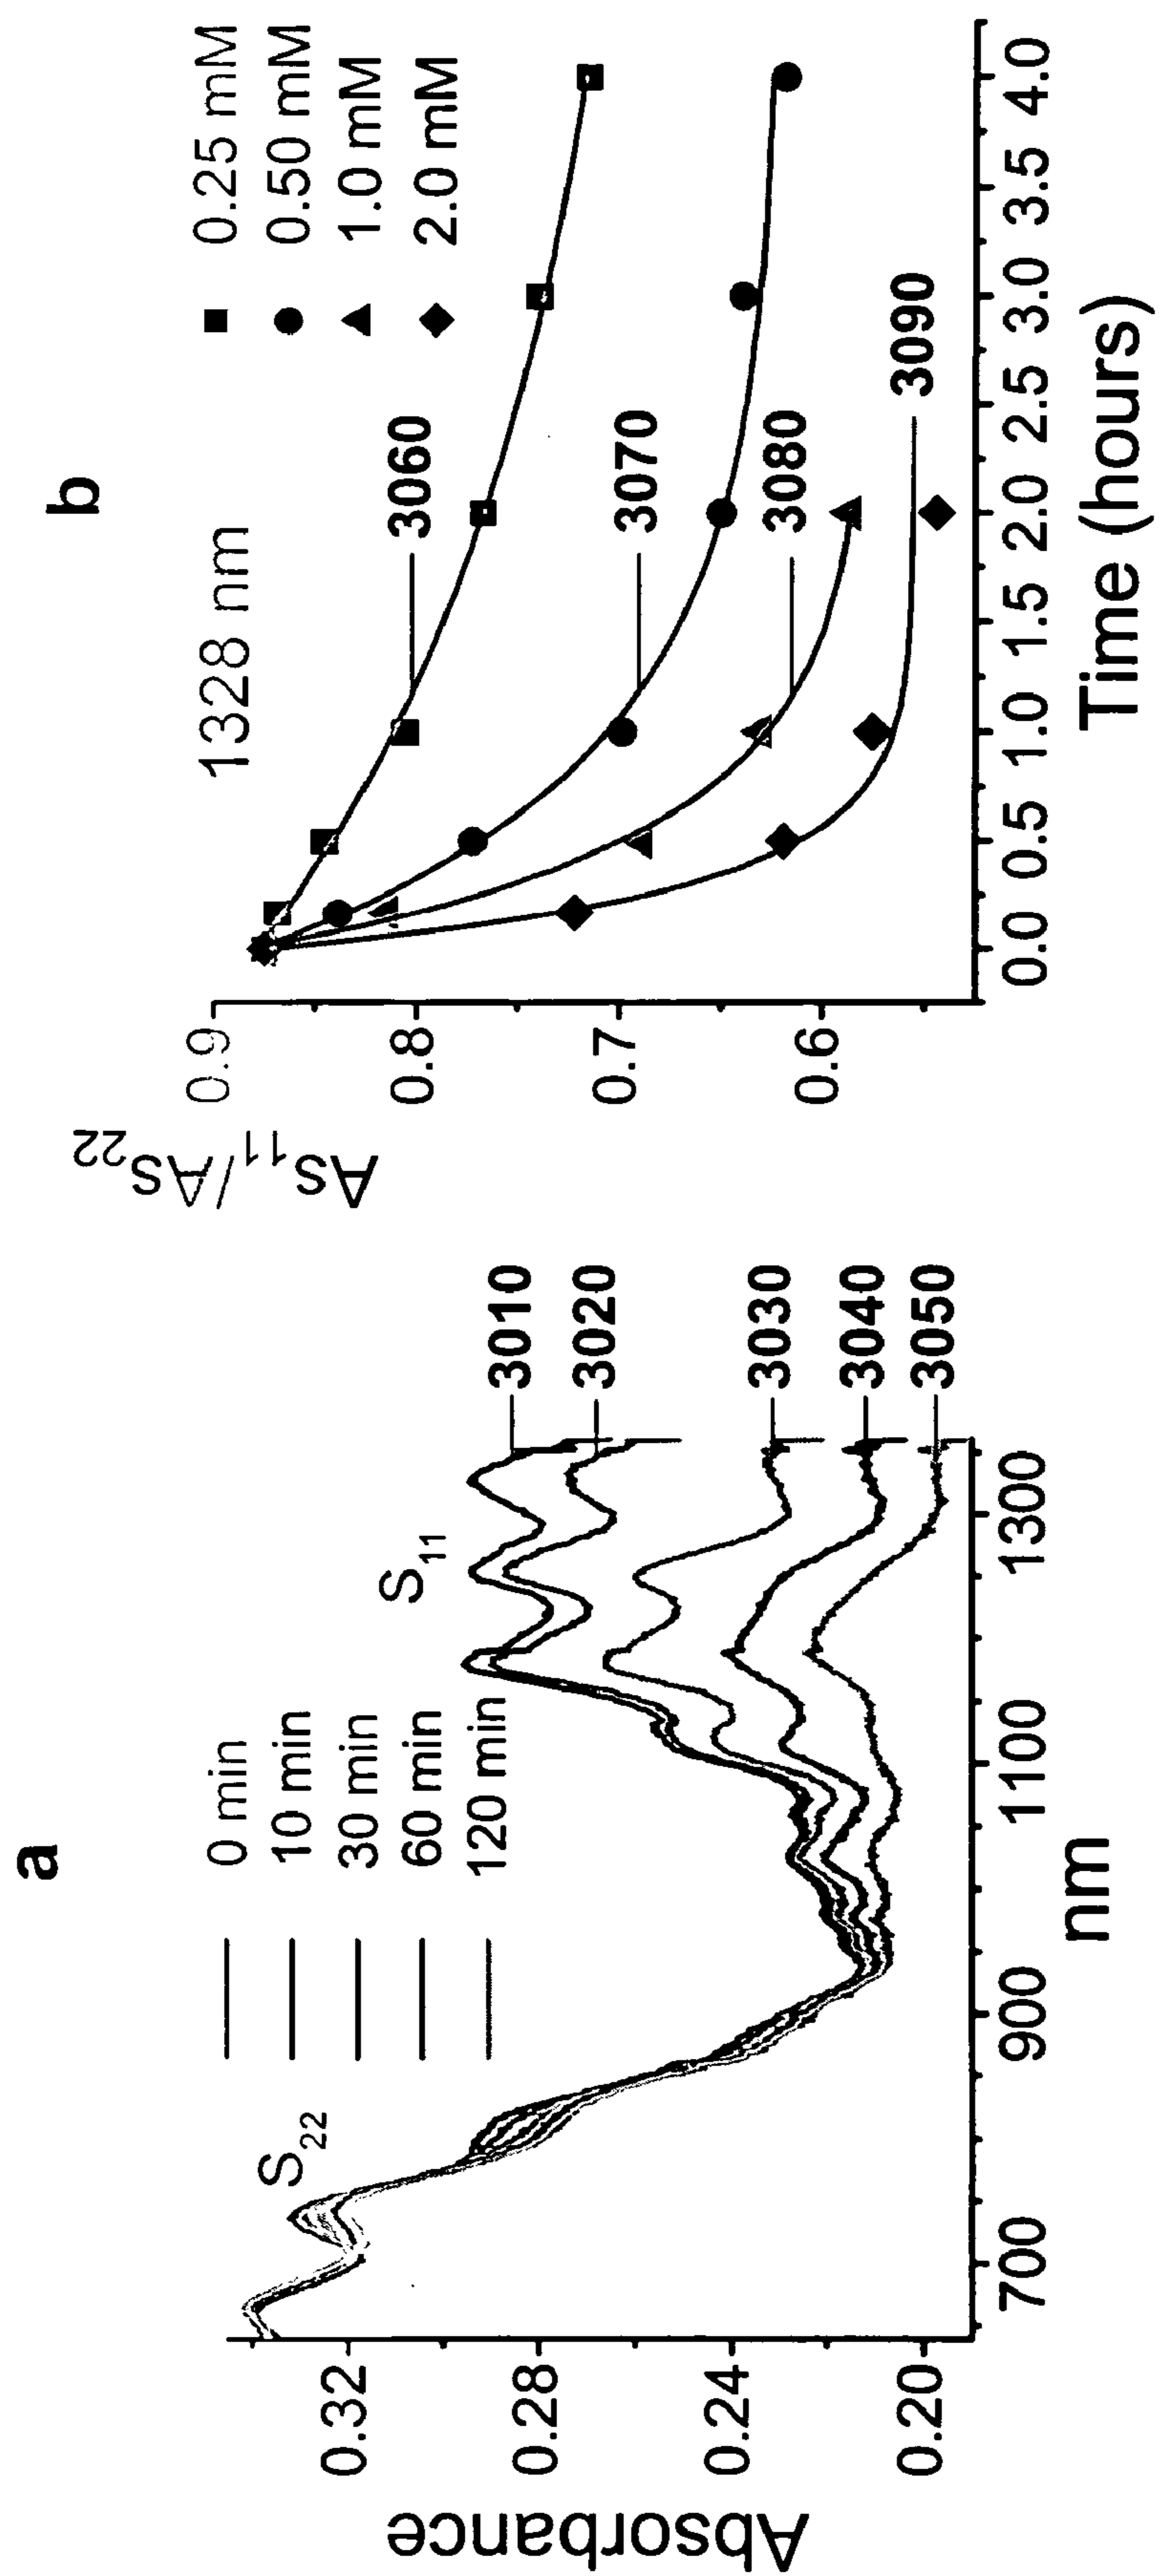 a
S22
S11
0 min
10 min
30 min
60 min
120 min
3010
3020
3030
3040
3050
Absorbance
0.32
0.28
0.24
0.20
700
900
1100
1300
nm
b
1328 nm
0.25 mM
0.50 mM
1.0 mM
2.0 mM
3060
3070
3080
3090
As11/As22
0.9
0.8
0.7
0.6
0.0 0.5 1.0 1.5 2.0 2.5 3.0 3.5 4.0
Time (hours)